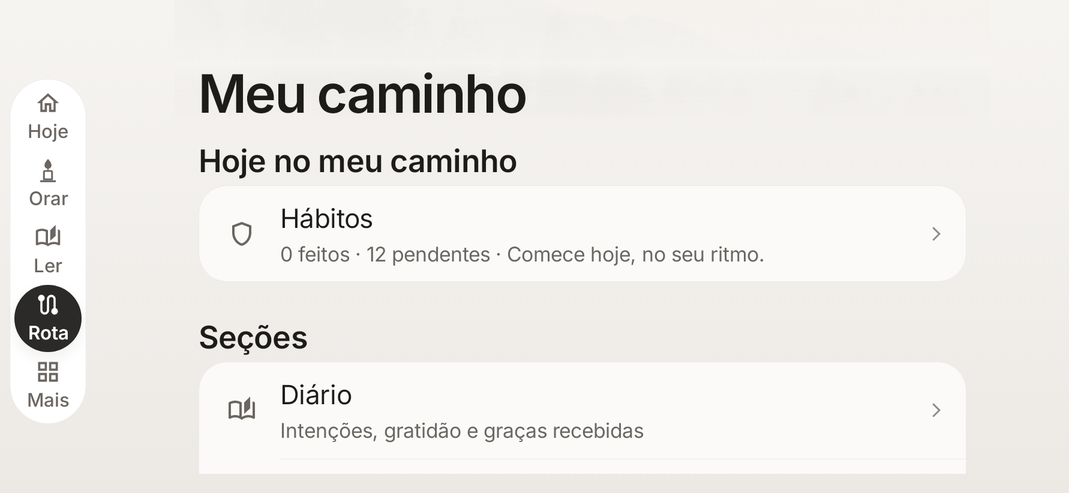 Meu caminho
Hoje no meu caminho
Hábitos
0 feitos · 12 pendentes · Comece hoje, no seu ritmo.
Seções
Diário
Intenções, gratidão e graças recebidas
Hoje
Orar
Ler
Rota
Mais